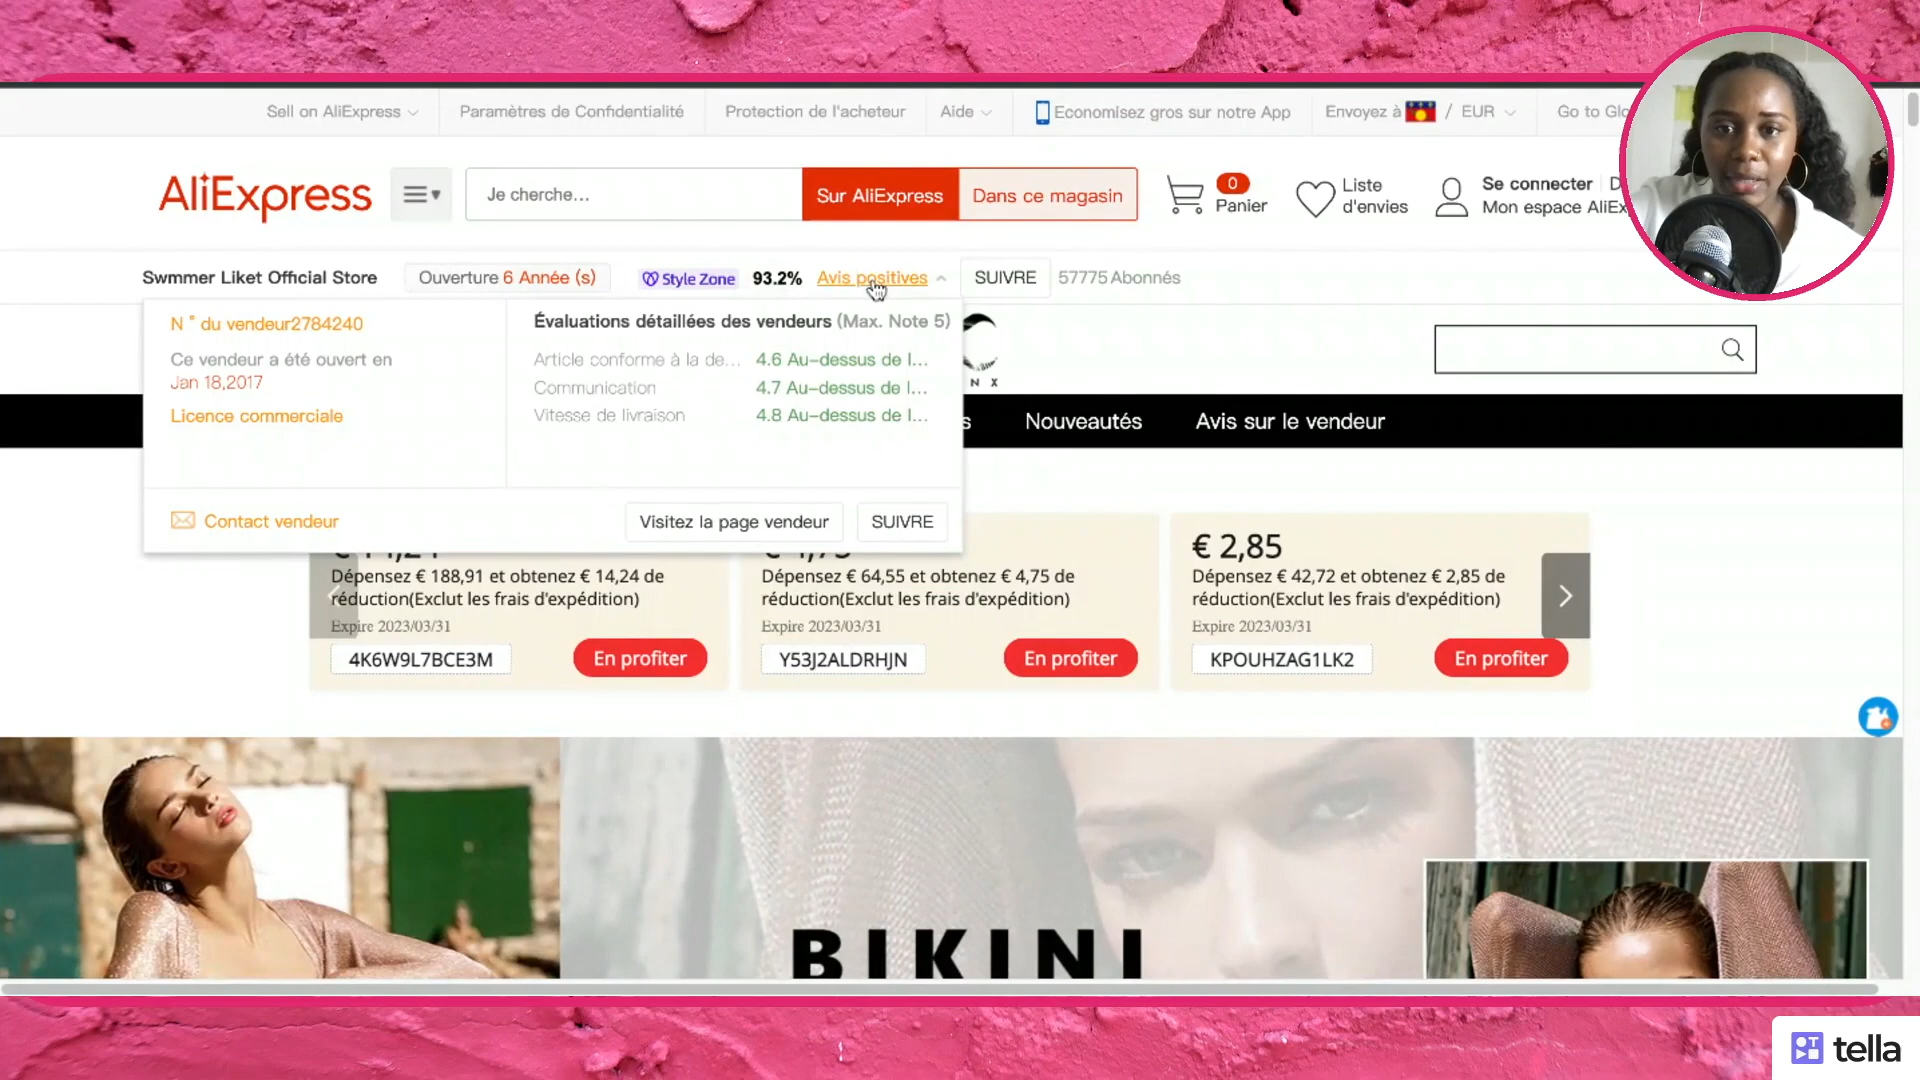 Sell on AliExpress
Paramètres de Confidentialité
Protection de l'acheteur
Aide
Economisez gros sur notre App
Envoyez à / EUR
Go to Glo
AliExpress
Je cherche...
Sur AliExpress
Dans ce magasin
0
Panier
Liste
d'envies
Se connecter
Mon espace AliEx
Swmmer Liket Official Store
Ouverture 6 Année (s)
Style Zone
93.2%
Avis positives
SUIVRE
57775 Abonnés
N ° du vendeur2784240
Ce vendeur a été ouvert en
Jan 18,2017
Licence commerciale
Évaluations détaillées des vendeurs (Max. Note 5)
Article conforme à la de... 4.6 Au-dessus de l...
Communication 4.7 Au-dessus de l...
Vitesse de livraison 4.8 Au-dessus de l...
Contact vendeur
Visitez la page vendeur
SUIVRE
N X
Nouveautés
Avis sur le vendeur
€ 2,85
Dépensez € 188,91 et obtenez € 14,24 de
réduction(Exclut les frais d'expédition)
Expire 2023/03/31
4K6W9L7BCE3M
En profiter
Dépensez € 64,55 et obtenez € 4,75 de
réduction(Exclut les frais d'expédition)
Expire 2023/03/31
Y53J2ALDRHJN
En profiter
Dépensez € 42,72 et obtenez € 2,85 de
réduction(Exclut les frais d'expédition)
Expire 2023/03/31
KPOUHZAG1LK2
En profiter
BIKINI
tella